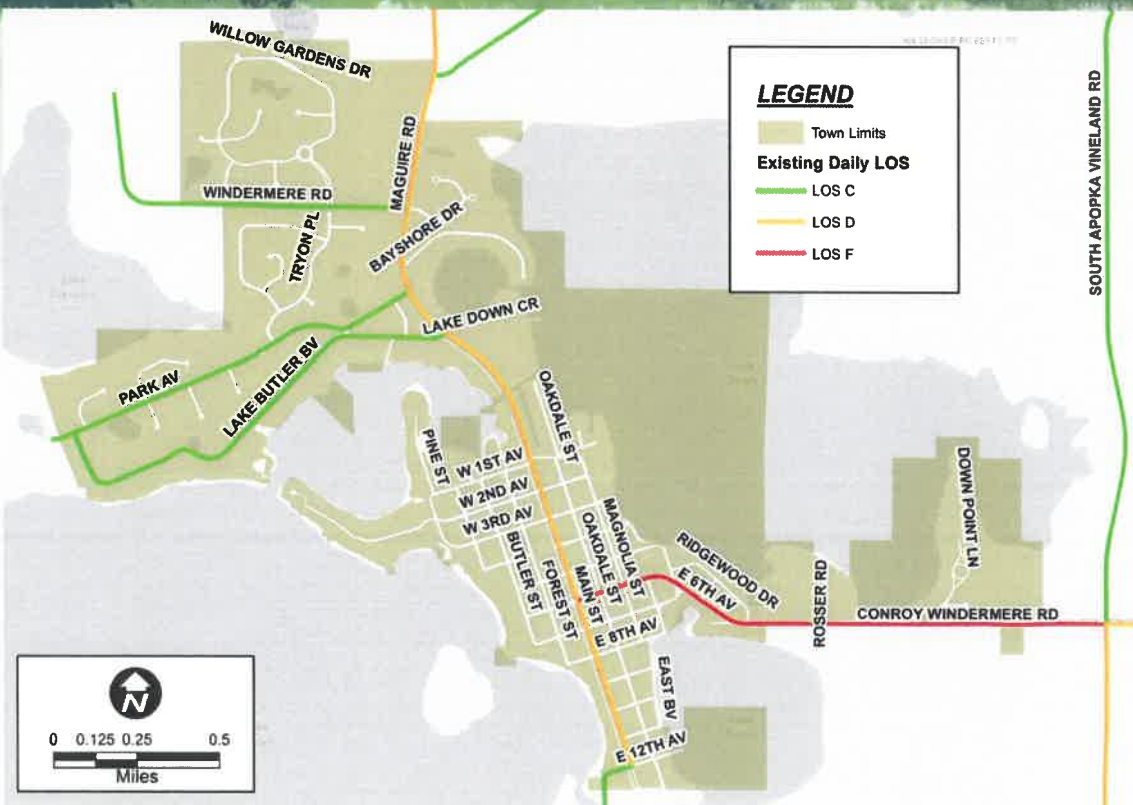 WILLOW GARDENS DR
MAGUIRE RD
WINDERMERE RD
TRYON PL
BAYSHORE DR
LAKE DOWN CR
PARK AV
LAKE BUTLER BV
OAKDALE ST
PINE ST
W 1ST AV
W 2ND AV
W 3RD AV
BUTLER ST
FOREST ST
MAIN ST
OAKDALE ST
MAGNOLIA ST
RIDGEWOOD DR
E 6TH AV
E 8TH AV
EAST BV
E 12TH AV
ROSSER RD
DOWN POINT LN
CONROY WINDERMERE RD
SOUTH APOPKA VINELAND RD
LEGEND
Town Limits
Existing Daily LOS
LOS C
LOS D
LOS F
N
0 0.125 0.25 0.5
Miles